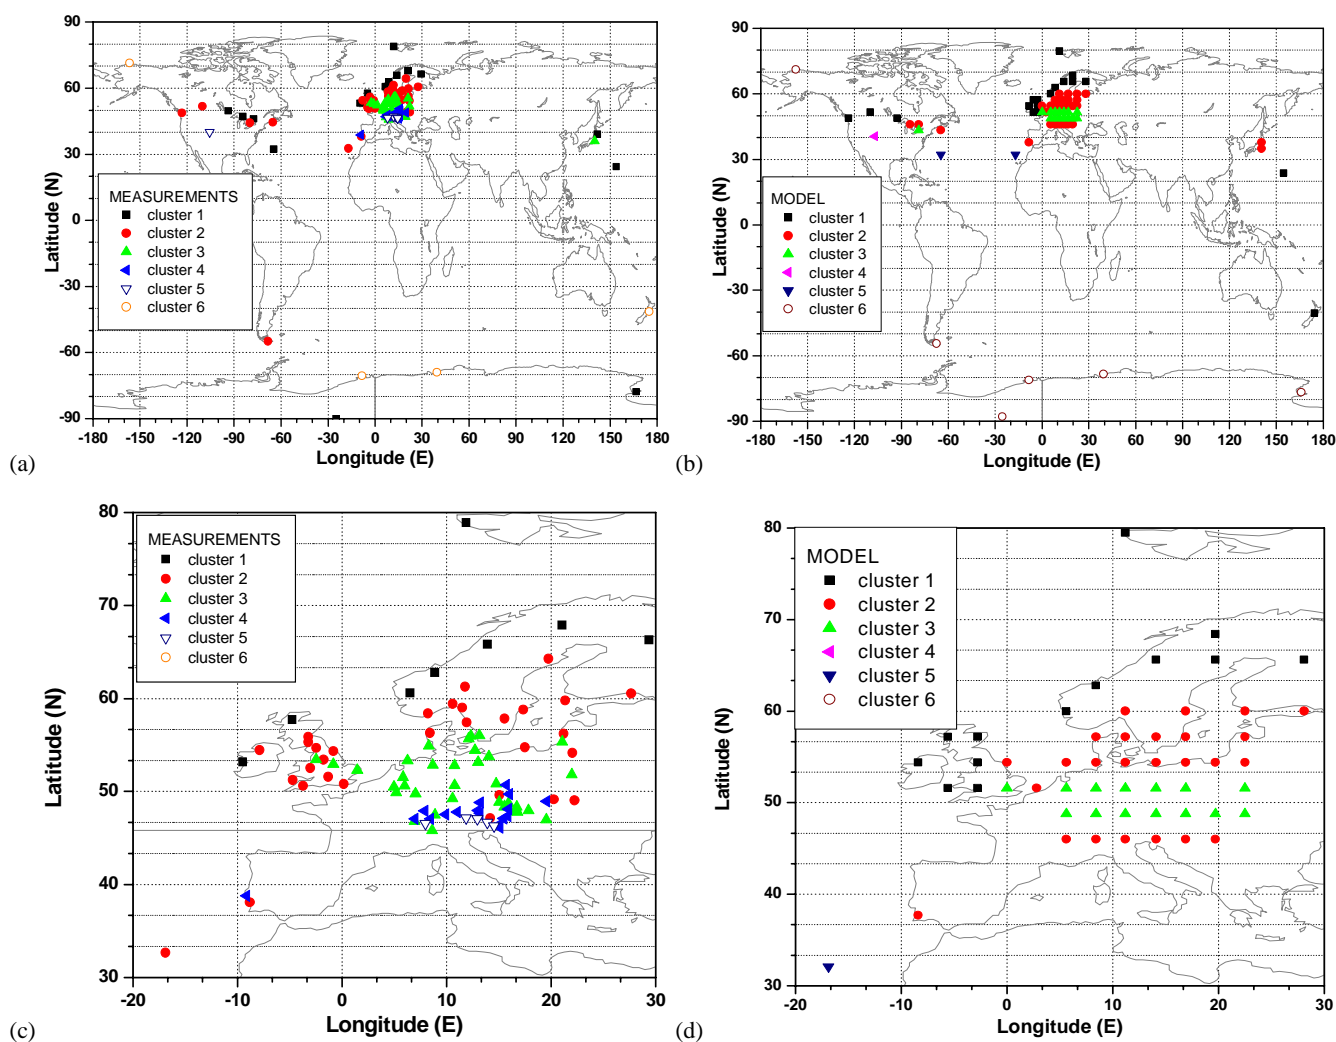 90
60
30
0
-30
-60
-90
Latitude (N)
MEASUREMENTS
cluster 1
cluster 2
cluster 3
cluster 4
cluster 5
cluster 6
-180 -150 -120 -90 -60 -30 0 30 60 90 120 150 180
Longitude (E)
(a)
90
60
30
0
-30
-60
-90
Latitude (N)
MODEL
cluster 1
cluster 2
cluster 3
cluster 4
cluster 5
cluster 6
-180 -150 -120 -90 -60 -30 0 30 60 90 120 150 180
Longitude (E)
(b)
80
70
60
50
40
30
Latitude (N)
MEASUREMENTS
cluster 1
cluster 2
cluster 3
cluster 4
cluster 5
cluster 6
-20 -10 0 10 20 30
Longitude (E)
(c)
80
70
60
50
40
30
Latitude (N)
MODEL
cluster 1
cluster 2
cluster 3
cluster 4
cluster 5
cluster 6
-20 -10 0 10 20 30
Longitude (E)
(d)